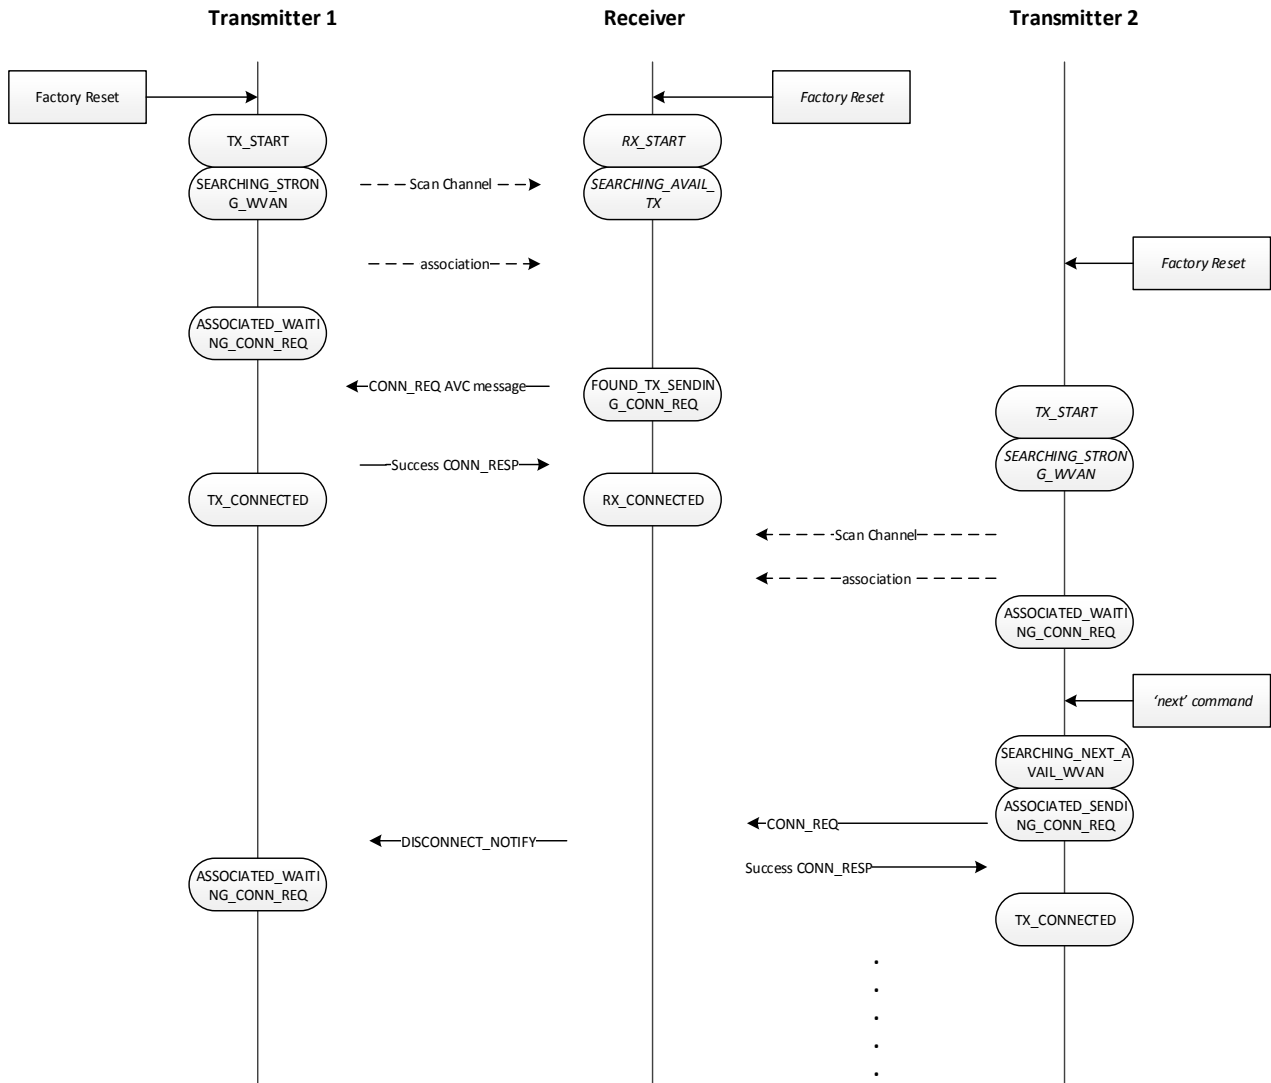 Transmitter 1
Receiver
Transmitter 2
Factory Reset
Factory Reset
TX_START
RX_START
SEARCHING_STRON
G_WVAN
Scan Channel
SEARCHING_AVAIL_
TX
association
Factory Reset
ASSOCIATED_WAITI
NG_CONN_REQ
CONN_REQ AVC message
FOUND_TX_SENDIN
G_CONN_REQ
TX_START
SEARCHING_STRON
G_WVAN
Success CONN_RESP
TX_CONNECTED
RX_CONNECTED
Scan Channel
association
ASSOCIATED_WAITI
NG_CONN_REQ
‘next’ command
SEARCHING_NEXT_A
VAIL_WVAN
ASSOCIATED_SENDI
NG_CONN_REQ
CONN_REQ
DISCONNECT_NOTIFY
Success CONN_RESP
ASSOCIATED_WAITI
NG_CONN_REQ
TX_CONNECTED